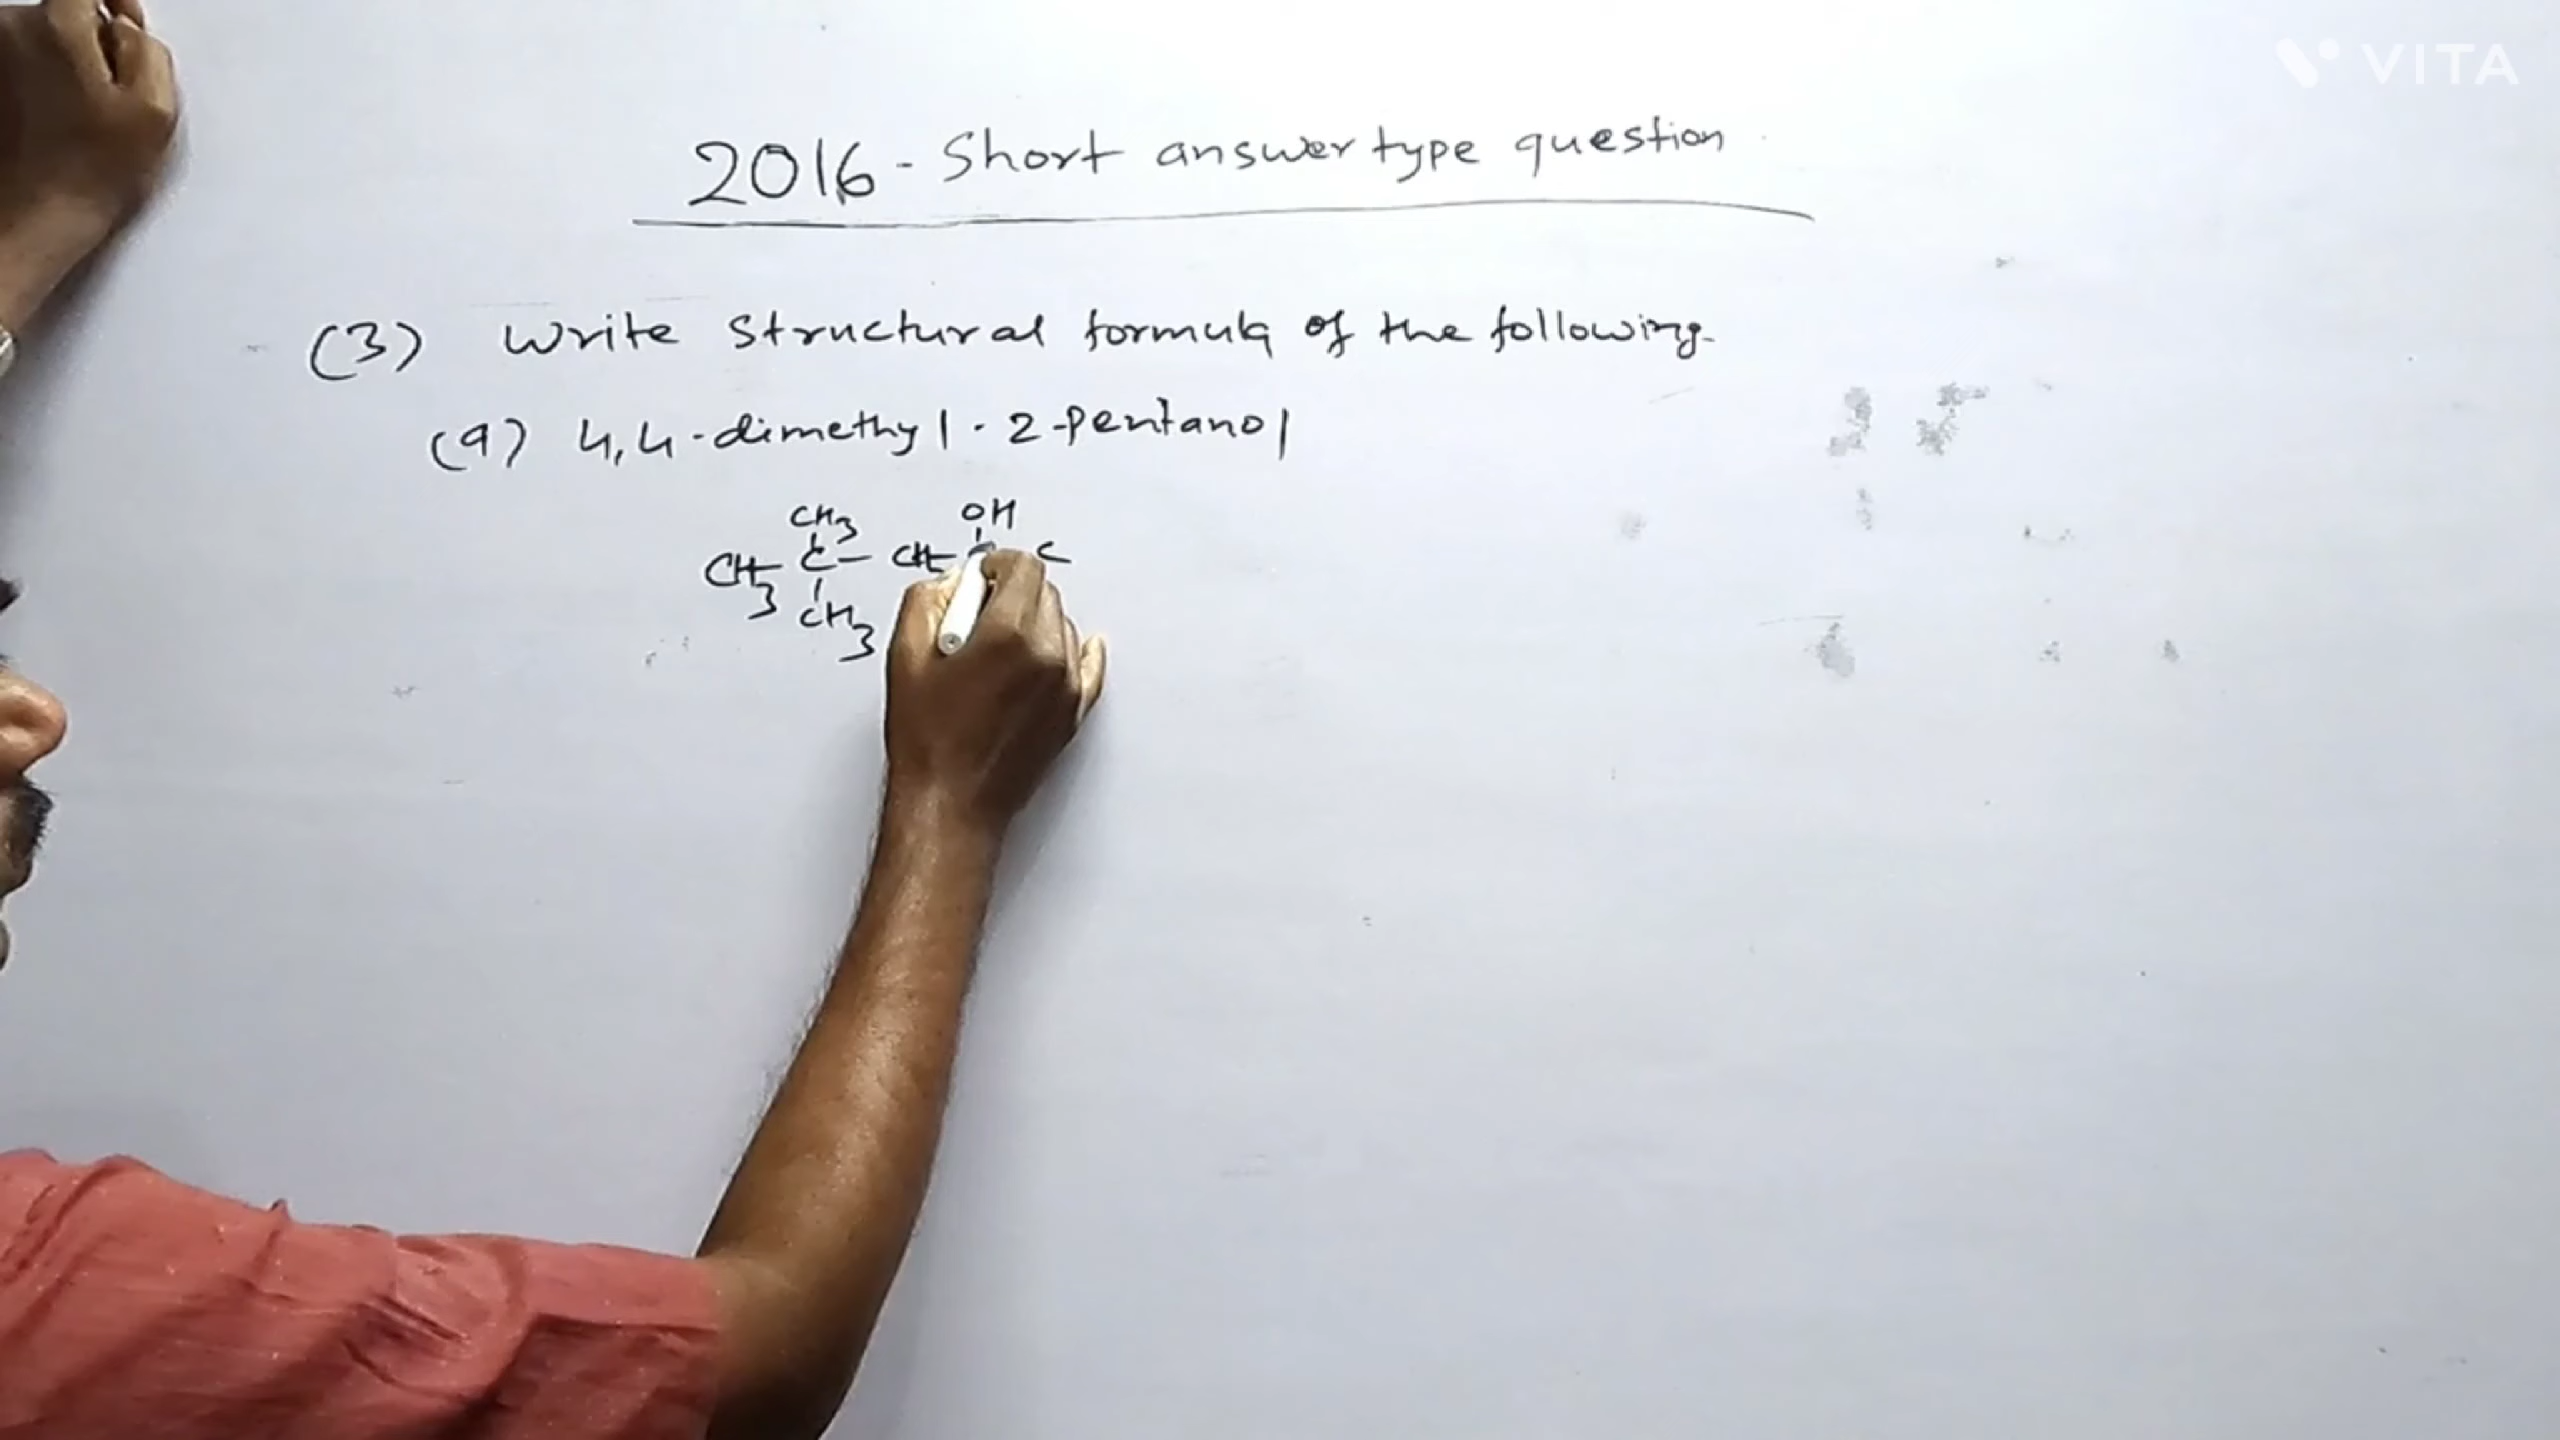 VITA
2016 - Short answer type question
(3) Write Structural formula of the following.
(a) 4,4-dimethyl-2-pentanol
CH3 OH
CH3 - C - CH - C
CH3